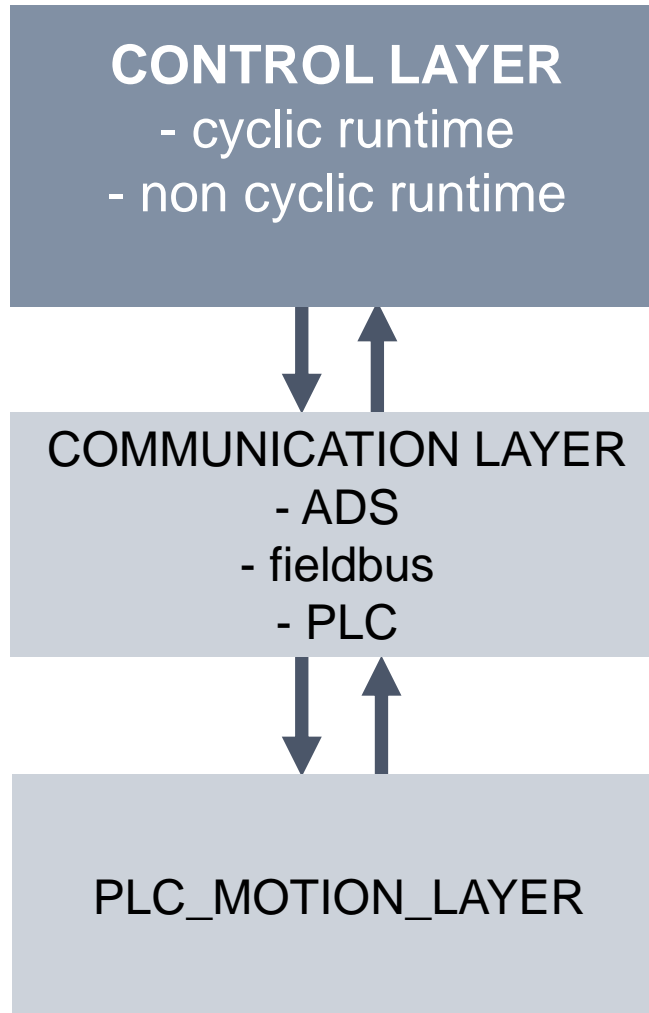 CONTROL LAYER
- cyclic runtime
- non cyclic runtime
COMMUNICATION LAYER
- ADS
- fieldbus
- PLC
PLC_MOTION_LAYER